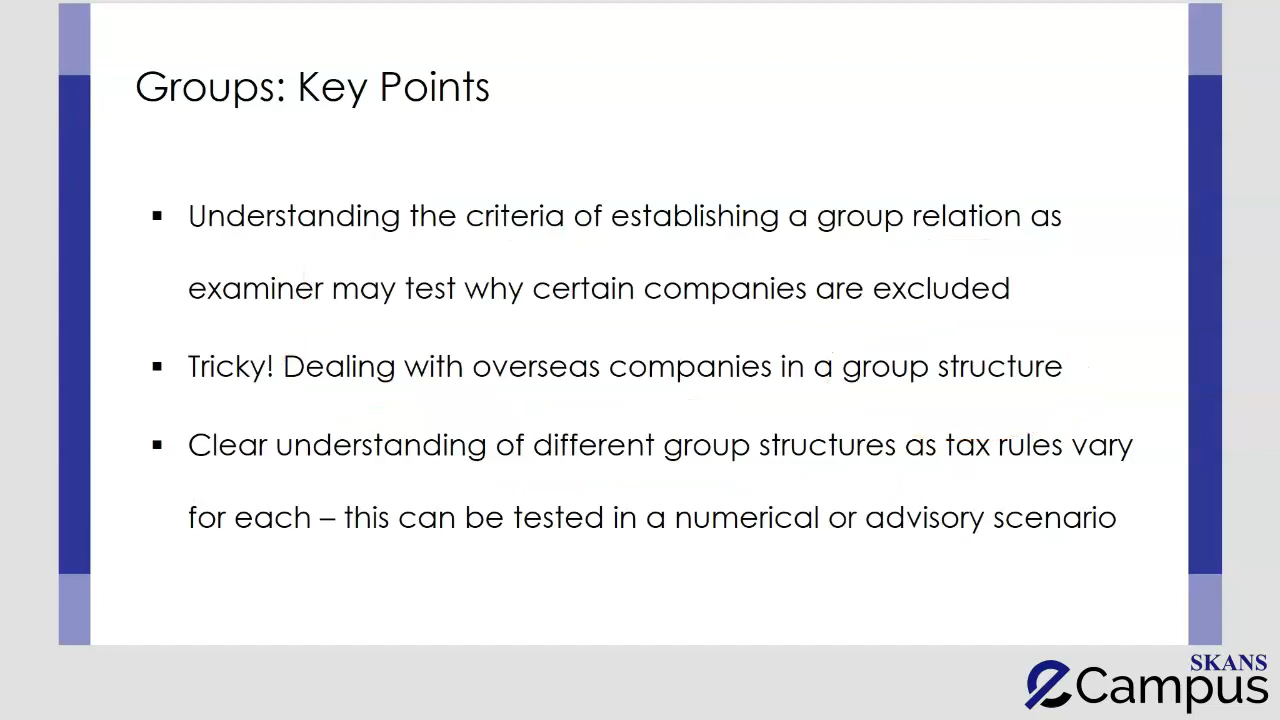 Groups: Key Points
▪ Understanding the criteria of establishing a group relation as
examiner may test why certain companies are excluded
▪ Tricky! Dealing with overseas companies in a group structure
▪ Clear understanding of different group structures as tax rules vary
for each – this can be tested in a numerical or advisory scenario
SKANS
eCampus